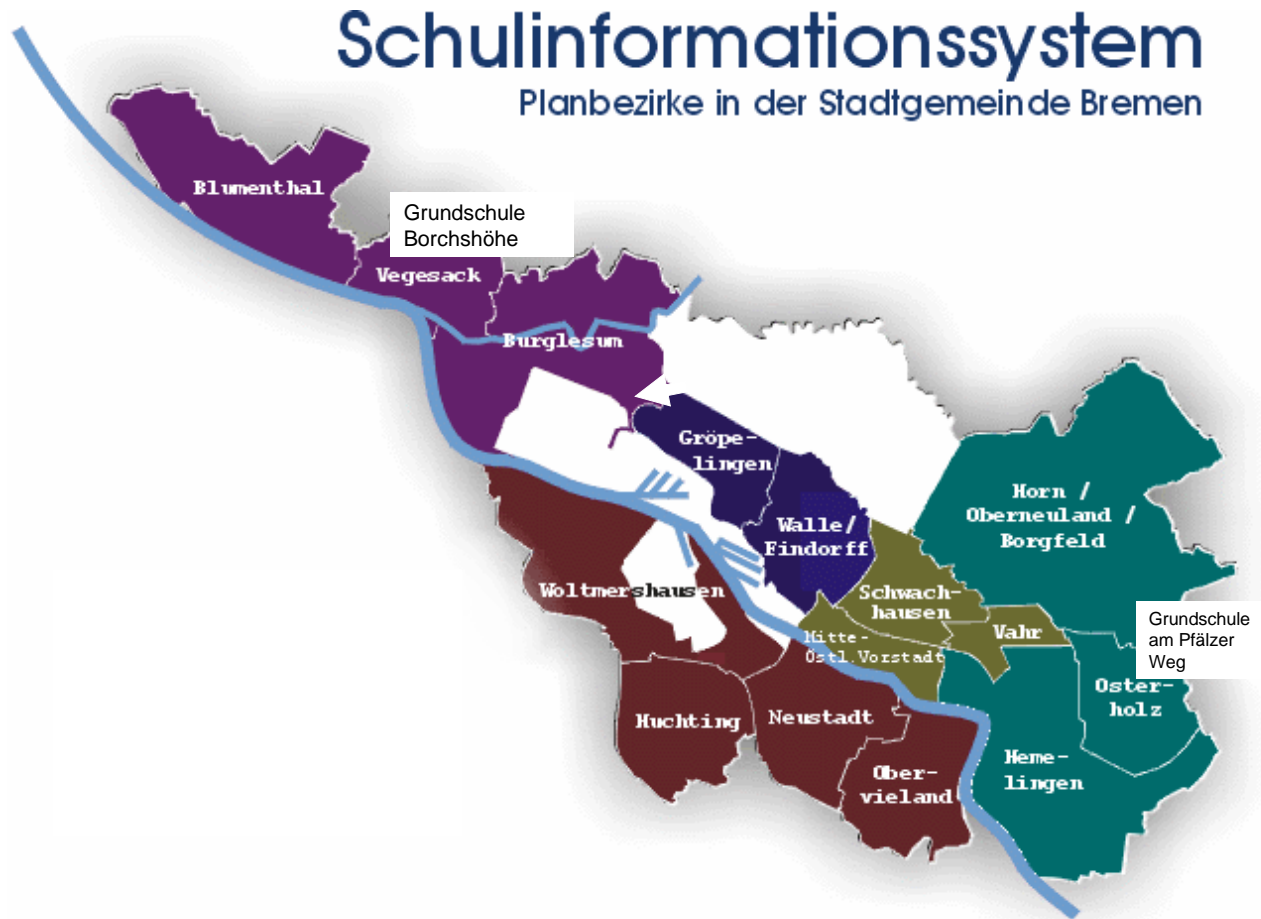 Schulinformationssystem
Planbezirke in der Stadtgemeinde Bremen
Blumenthal
Grundschule
Borchshöhe
Vegesack
Burglesum
Gröpe-
lingen
Walle/
Findorff
Horn /
Oberneuland /
Borgfeld
Woltmershausen
Schwach-
hausen
Vahr
Mitte-
Östl.Vorstadt
Grundschule
am Pfälzer
Weg
Oster-
holz
Huchting
Neustadt
Heme-
lingen
Ober-
vieland